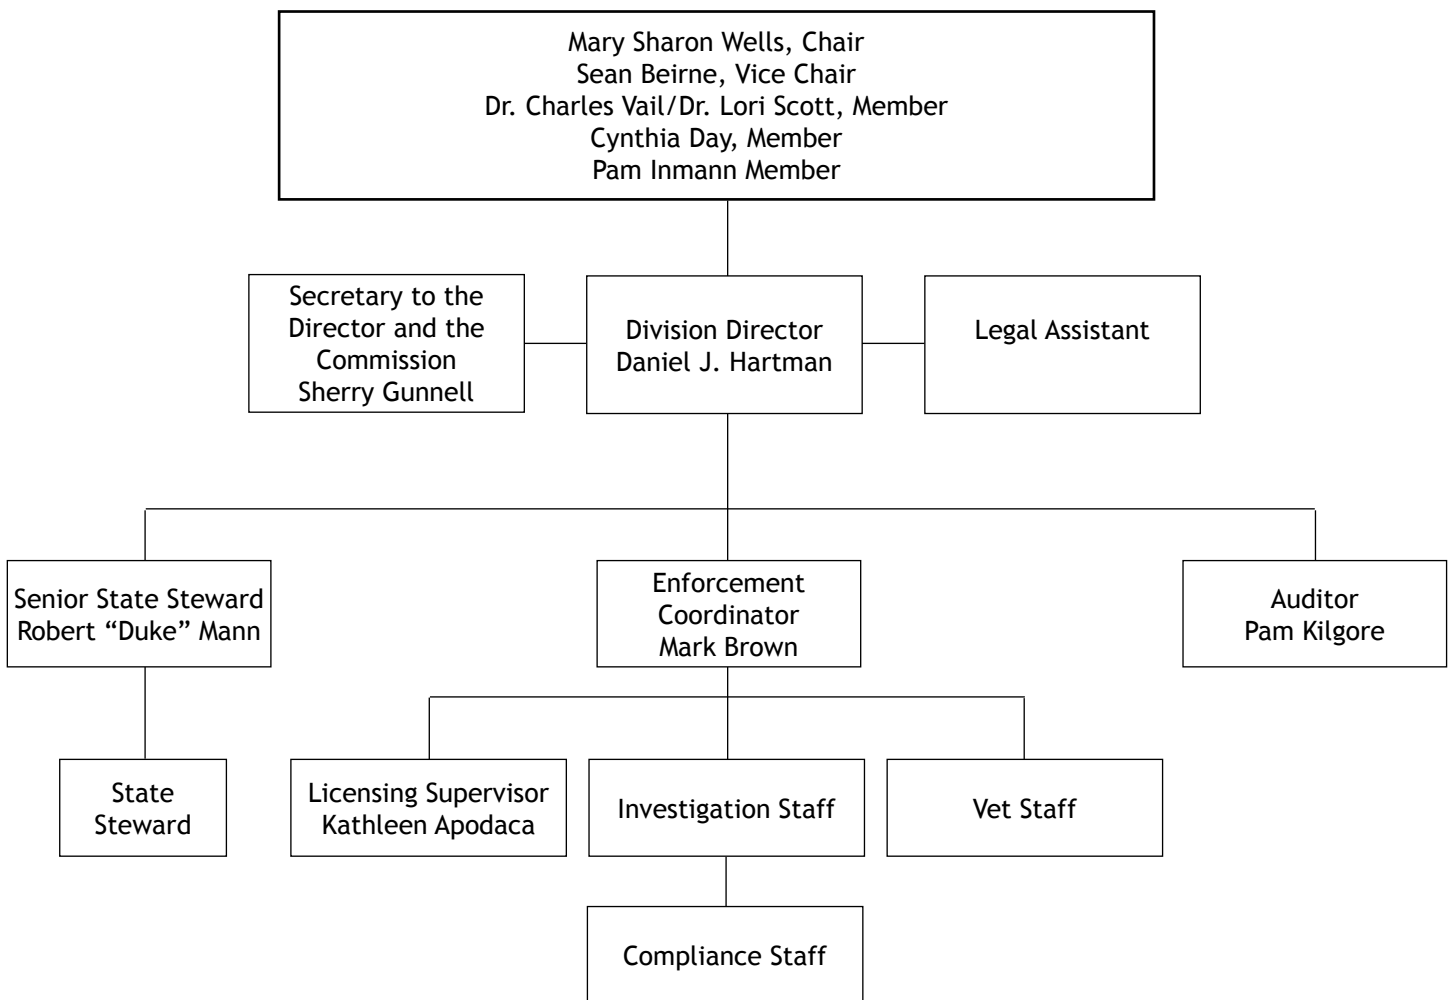 Mary Sharon Wells, Chair
Sean Beirne, Vice Chair
Dr. Charles Vail/Dr. Lori Scott, Member
Cynthia Day, Member
Pam Inmann Member
Secretary to the
Director and the
Commission
Sherry Gunnell
Division Director
Daniel J. Hartman
Legal Assistant
Senior State Steward
Robert “Duke” Mann
Enforcement
Coordinator
Mark Brown
Auditor
Pam Kilgore
State
Steward
Licensing Supervisor
Kathleen Apodaca
Investigation Staff
Vet Staff
Compliance Staff